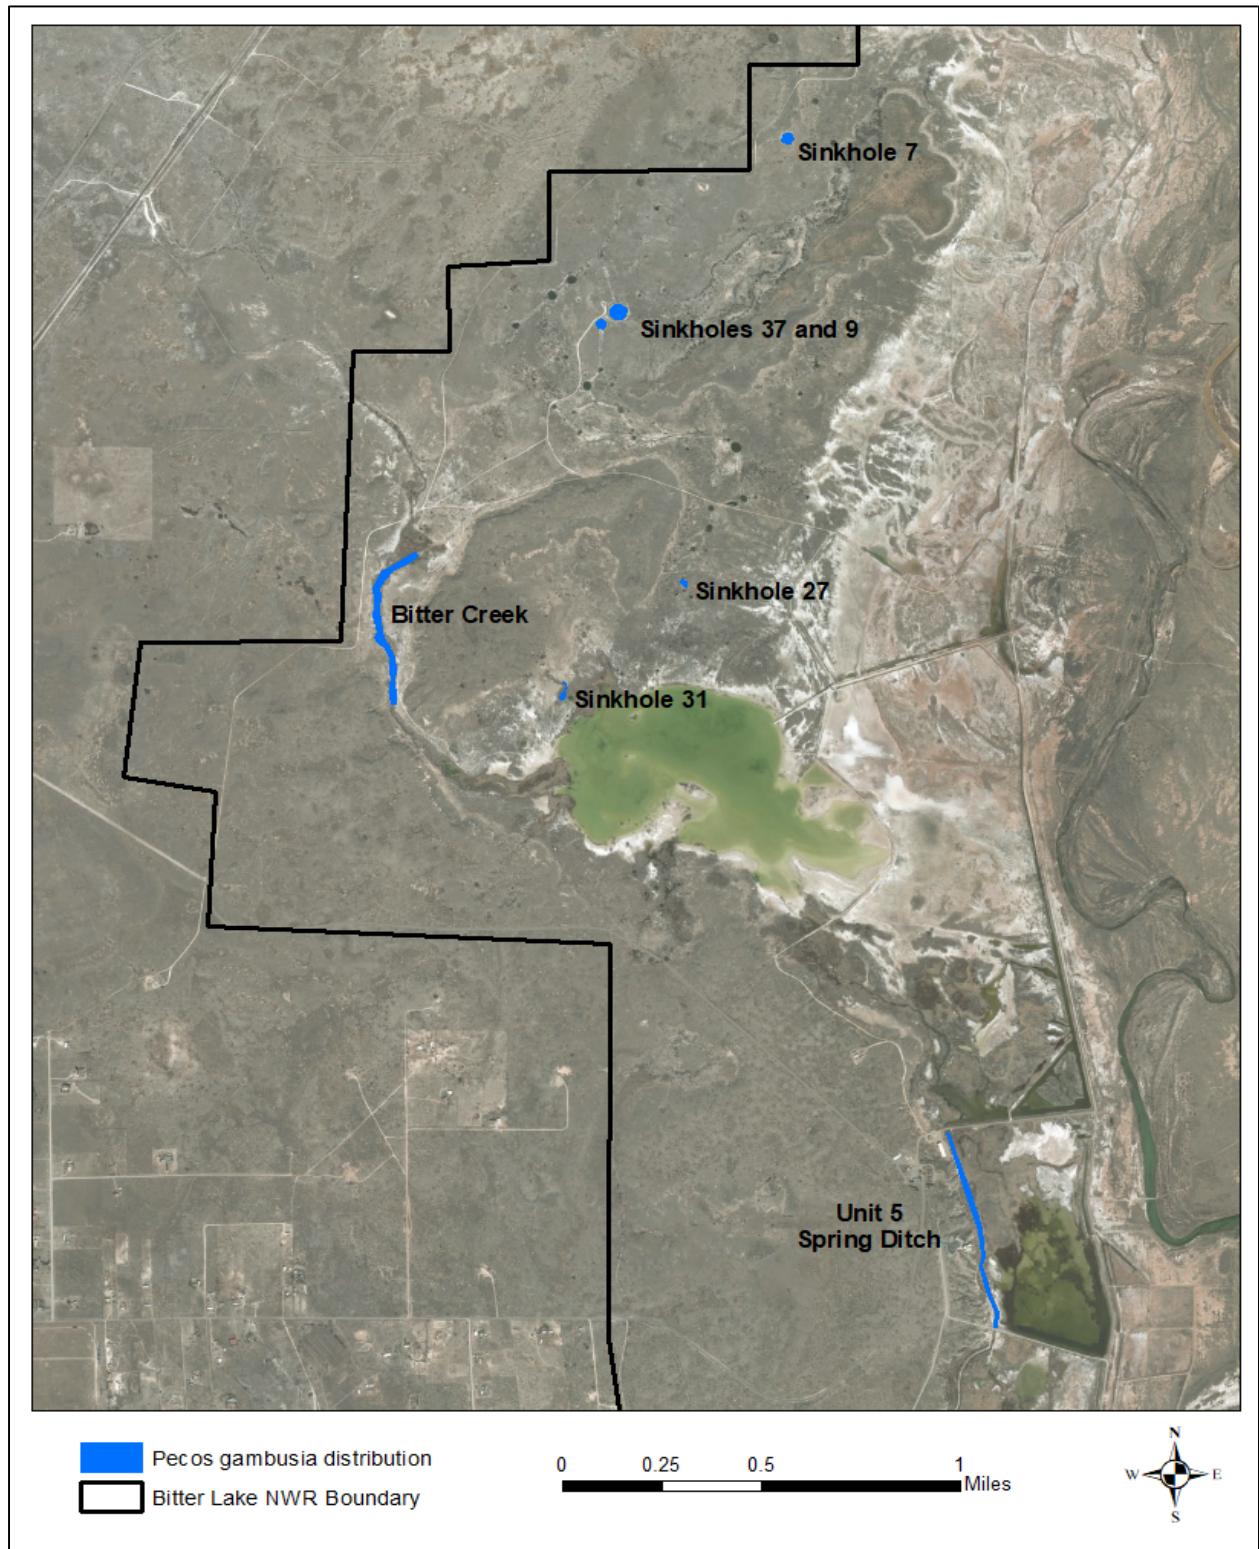 Sinkhole 7
Sinkholes 37 and 9
Sinkhole 27
Bitter Creek
Sinkhole 31
Unit 5
Spring Ditch
Pecos gambusia distribution
Bitter Lake NWR Boundary
0 0.25 0.5 1
Miles
N
W E
S